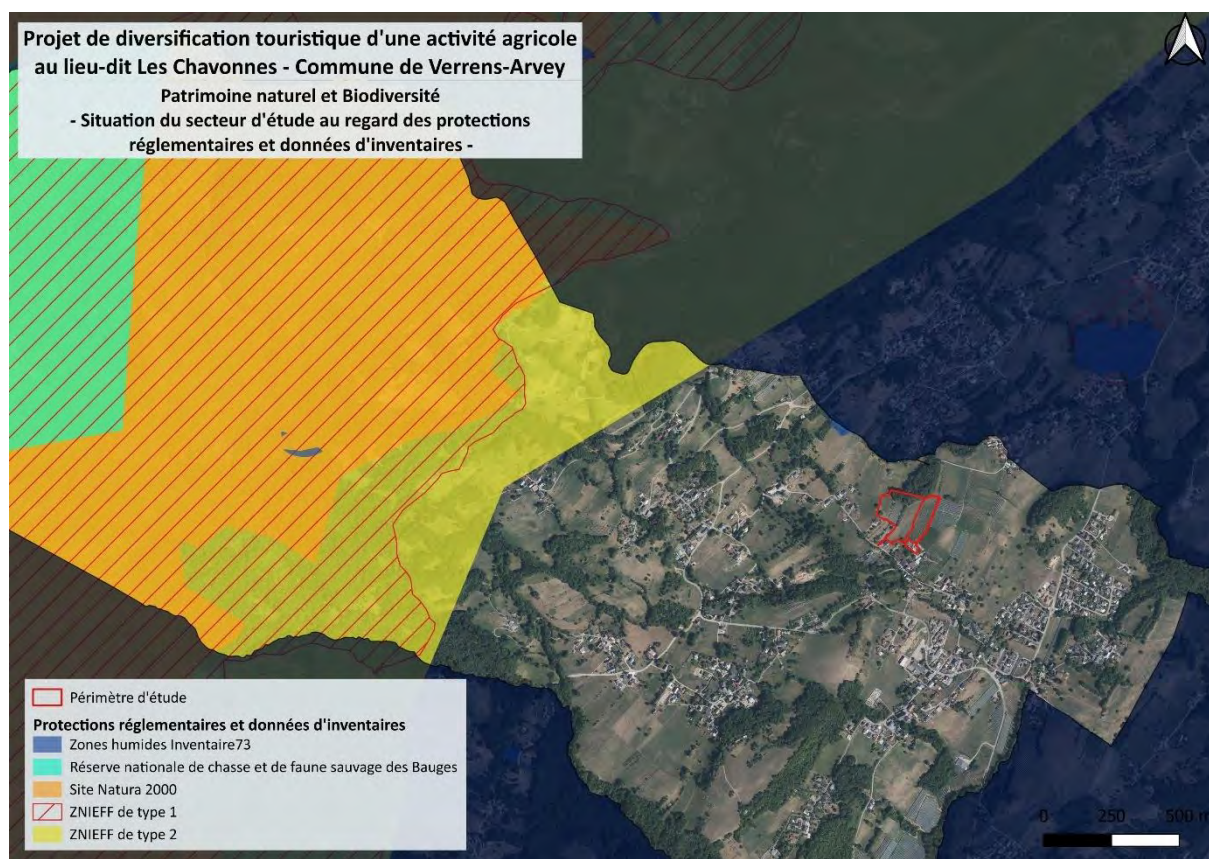 Projet de diversification touristique d'une activité agricole
au lieu-dit Les Chavonnes - Commune de Verrens-Arvey
Patrimoine naturel et Biodiversité
- Situation du secteur d'étude au regard des protections
réglementaires et données d'inventaires -
Périmètre d'étude
Protections réglementaires et données d'inventaires
Zones humides Inventaire73
Réserve nationale de chasse et de faune sauvage des Bauges
Site Natura 2000
ZNIEFF de type 1
ZNIEFF de type 2
0 250 500 m